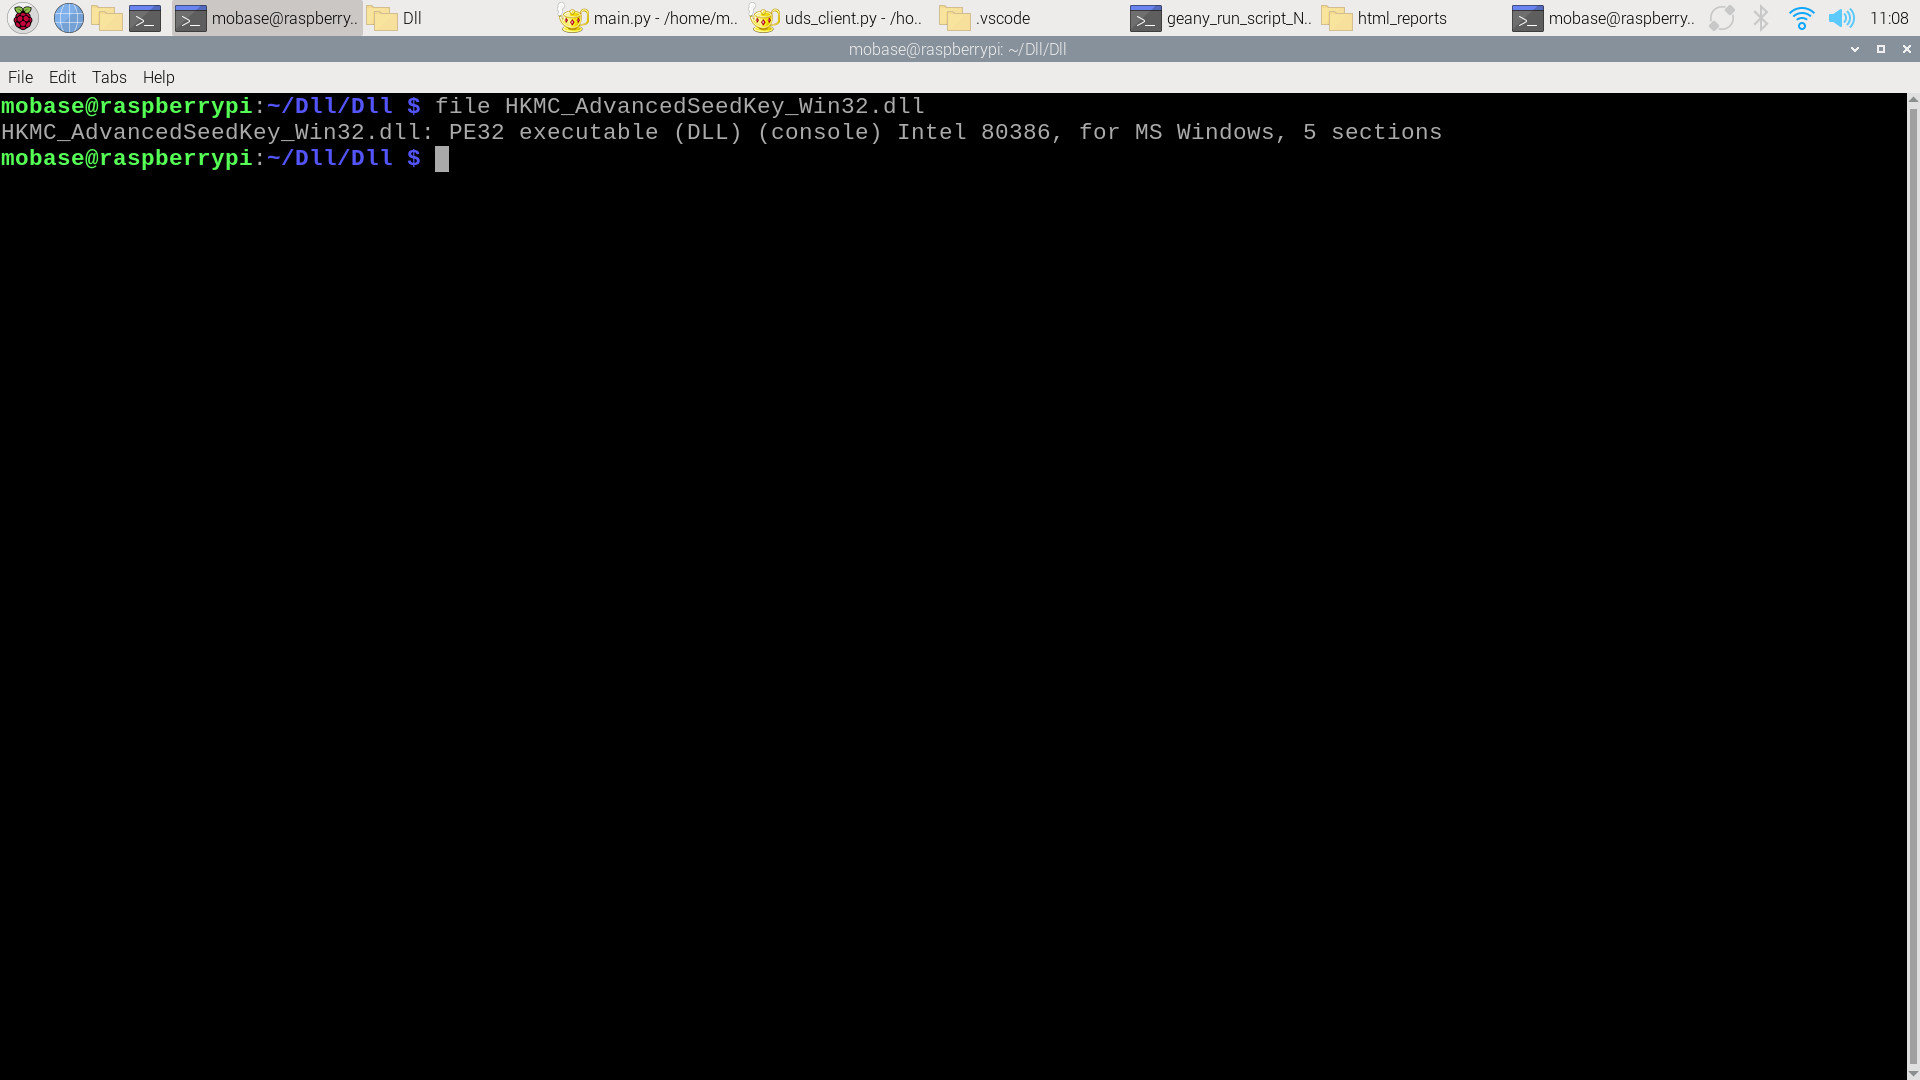 mobase@raspberry.. Dll main.py - /home/m.. uds_client.py - /ho.. .vscode geany_run_script_N.. html_reports mobase@raspberry.. 11:08
mobase@raspberrypi: ~/Dll/Dll
File Edit Tabs Help
mobase@raspberrypi:~/Dll/Dll $ file HKMC_AdvancedSeedKey_Win32.dll
HKMC_AdvancedSeedKey_Win32.dll: PE32 executable (DLL) (console) Intel 80386, for MS Windows, 5 sections
mobase@raspberrypi:~/Dll/Dll $